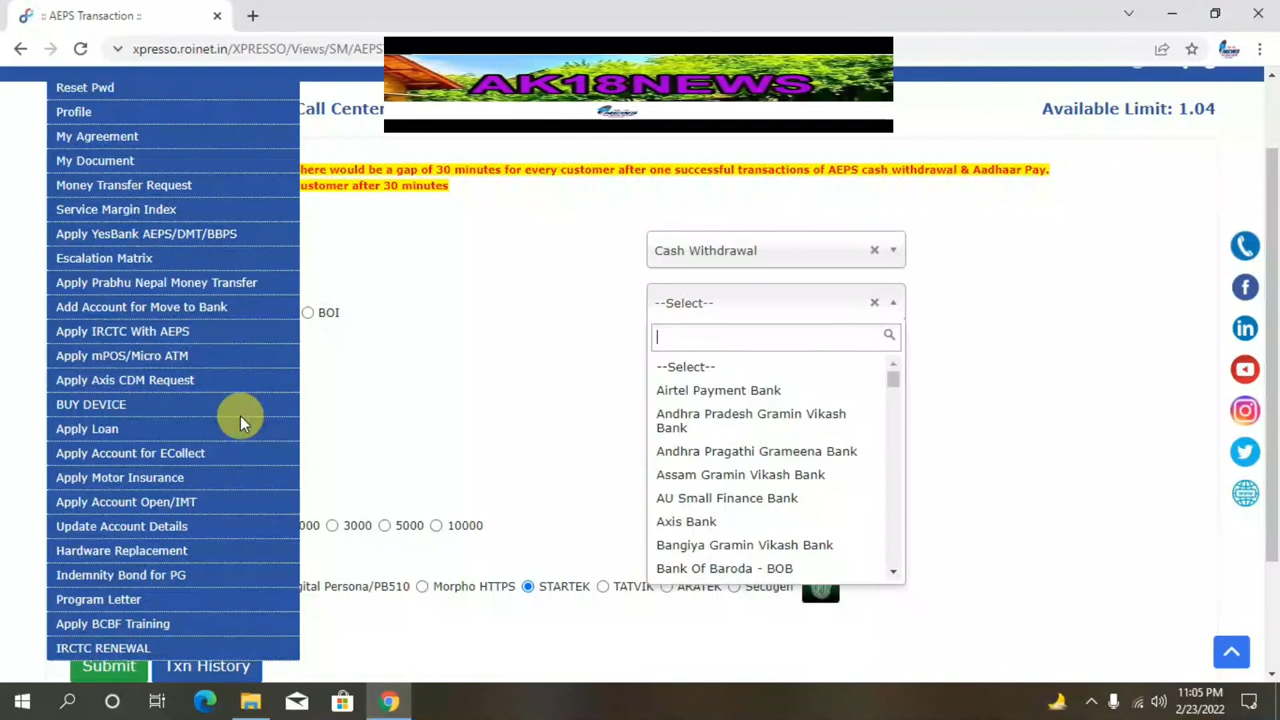 :: AEPS Transaction ::
xpresso.roinet.in/XPRESSO/Views/SM/AEPS
AK18NEWS
Call Center
Available Limit: 1.04
here would be a gap of 30 minutes for every customer after one successful transactions of AEPS cash withdrawal & Aadhaar Pay.
ustomer after 30 minutes
Reset Pwd
Profile
My Agreement
My Document
Money Transfer Request
Service Margin Index
Apply YesBank AEPS/DMT/BBPS
Escalation Matrix
Apply Prabhu Nepal Money Transfer
Add Account for Move to Bank
Apply IRCTC With AEPS
Apply mPOS/Micro ATM
Apply Axis CDM Request
BUY DEVICE
Apply Loan
Apply Account for ECollect
Apply Motor Insurance
Apply Account Open/IMT
Update Account Details
Hardware Replacement
Indemnity Bond for PG
Program Letter
Apply BCBF Training
IRCTC RENEWAL
Cash Withdrawal
BOI
--Select--
--Select--
Airtel Payment Bank
Andhra Pradesh Gramin Vikash
Bank
Andhra Pragathi Grameena Bank
Assam Gramin Vikash Bank
AU Small Finance Bank
Axis Bank
Bangiya Gramin Vikash Bank
Bank Of Baroda - BOB
000 3000 5000 10000
gital Persona/PB510 Morpho HTTPS STARTEK TATVIK ARATEK Secugen
Submit Txn History
11:05 PM
2/23/2022